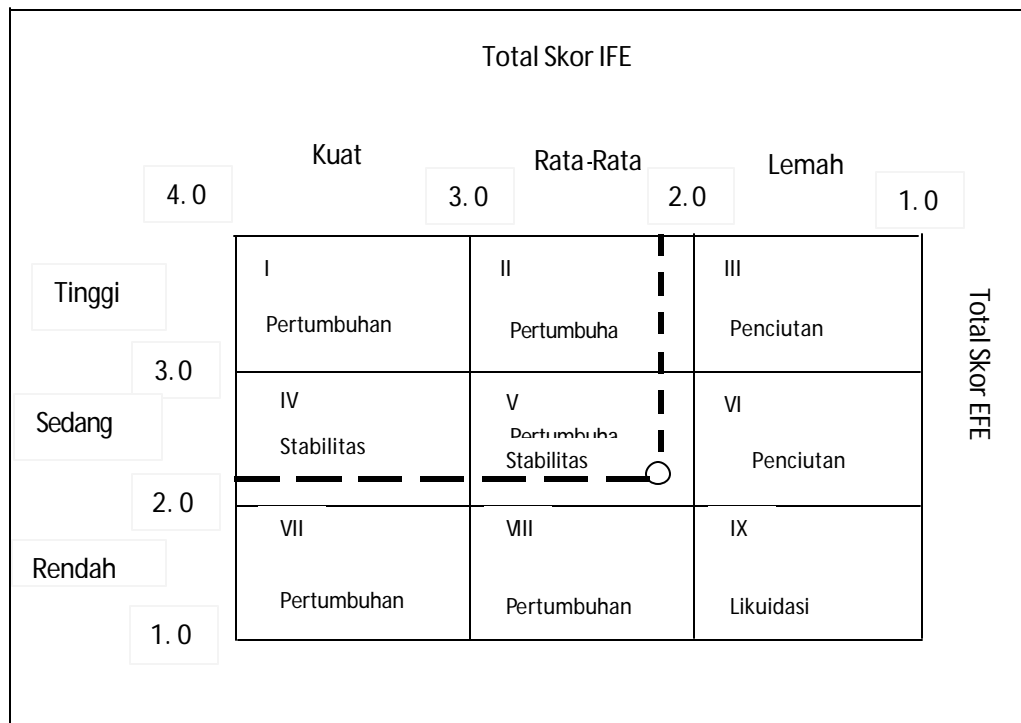 Total Skor IFE
Kuat
Rata-Rata
Lemah
4.0
3.0
2.0
1.0
Tinggi
I
II
III
Pertumbuhan
Pertumbuha
Penciutan
Total Skor EFE
3.0
Sedang
IV
V
VI
Pertumbuha
Stabilitas
Stabilitas
Penciutan
2.0
Rendah
VII
VIII
IX
Pertumbuhan
Pertumbuhan
Likuidasi
1.0